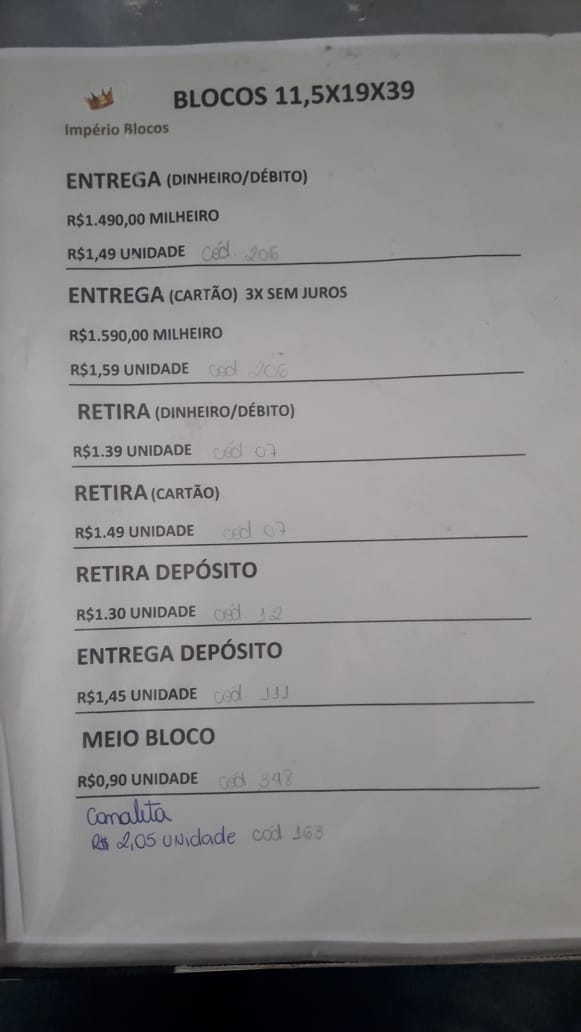 BLOCOS 11,5X19X39
Império Blocos
ENTREGA (DINHEIRO/DÉBITO)
R$1.490,00 MILHEIRO
R$1,49 UNIDADE cód. 206
ENTREGA (CARTÃO) 3X SEM JUROS
R$1.590,00 MILHEIRO
R$1,59 UNIDADE cód 206
RETIRA (DINHEIRO/DÉBITO)
R$1.39 UNIDADE cód 07
RETIRA (CARTÃO)
R$1.49 UNIDADE cód 07
RETIRA DEPÓSITO
R$1.30 UNIDADE cód. 12
ENTREGA DEPÓSITO
R$1,45 UNIDADE cód 111
MEIO BLOCO
R$0,90 UNIDADE cód 348
Canaleta
R$ 2,05 UNidade cód 163